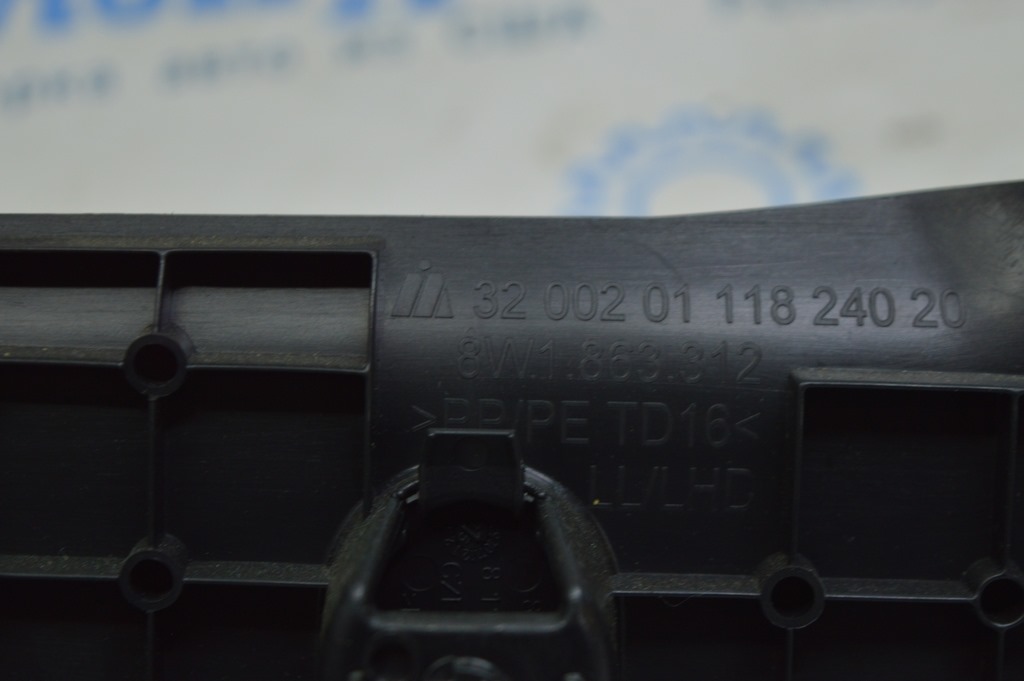 32 002 01 118 240 20
8W1.863.312
>PP/PE TD16<
LL/LHD